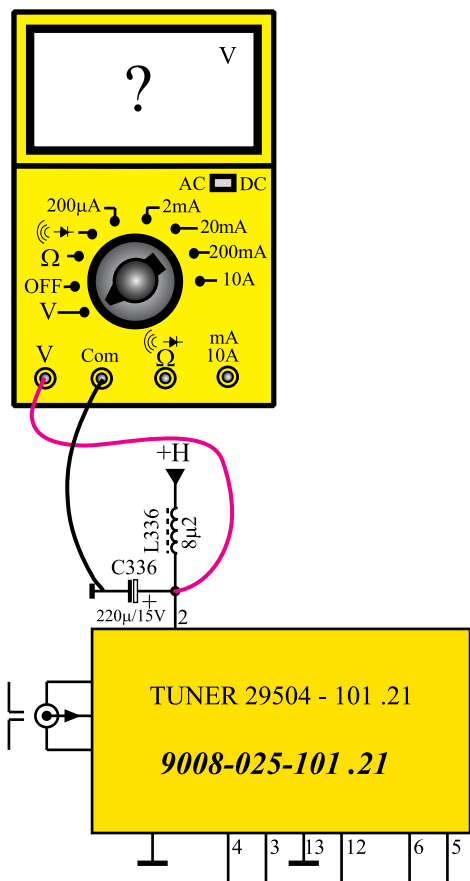 V
?
AC DC
200µA 2mA
20mA
Ω 200mA
OFF 10A
V
V Com Ω mA
10A
+H
L336
8µ2
C336
+
220µ/15V 2
TUNER 29504 - 101 .21
9008-025-101 .21
4 3 13 12 6 5